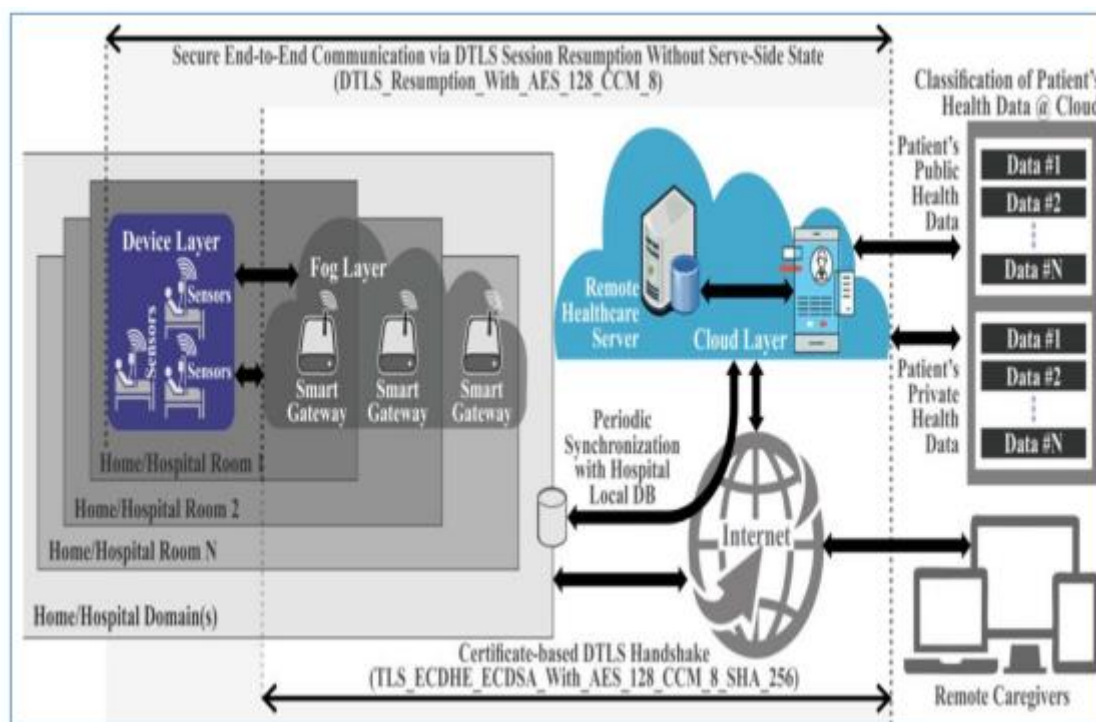 Secure End-to-End Communication via DTLS Session Resumption Without Serve-Side State
(DTLS_Resumption_With_AES_128_CCM_8)
Classification of Patient's
Health Data @ Cloud
Patient's
Public
Health
Data
Data #1
Data #2
Data #N
Patient's
Private
Health
Data
Data #1
Data #2
Data #N
Device Layer
Sensors
Sensors
Sensors
Fog Layer
Smart
Gateway
Smart
Gateway
Smart
Gateway
Remote
Healthcare
Server
Cloud Layer
Periodic
Synchronization
with Hospital
Local DB
Internet
Home/Hospital Room 1
Home/Hospital Room 2
Home/Hospital Room N
Home/Hospital Domain(s)
Certificate-based DTLS Handshake
(TLS_ECDHE_ECDSA_With_AES_128_CCM_8_SHA_256)
Remote Caregivers